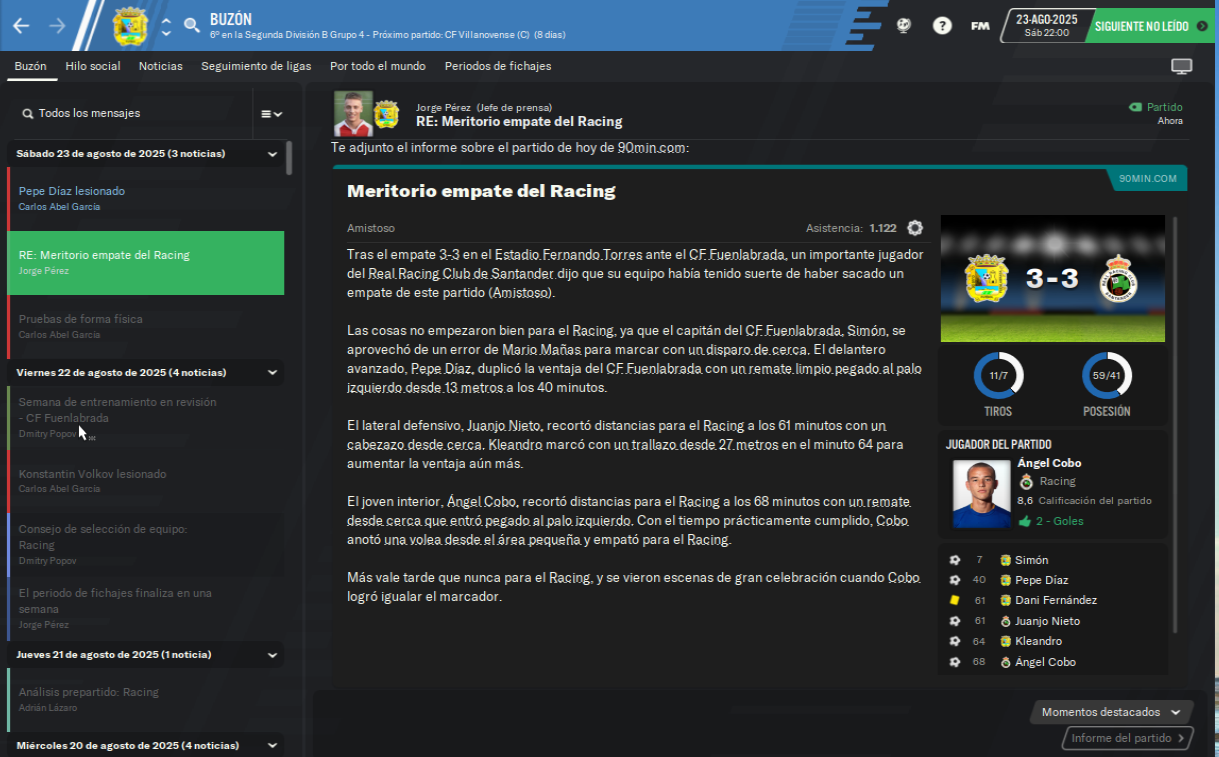 BUZÓN
6º en la Segunda División B Grupo 4 - Próximo partido: CF Villanovense (C) (8 días)
?
FM
23-AGO-2025
Sáb 22:00
SIGUIENTE NO LEÍDO
Buzón
Hilo social
Noticias
Seguimiento de ligas
Por todo el mundo
Periodos de fichajes
Todos los mensajes
Sábado 23 de agosto de 2025 (3 noticias)
Pepe Díaz lesionado
Carlos Abel García
RE: Meritorio empate del Racing
Jorge Pérez
Pruebas de forma física
Carlos Abel García
Viernes 22 de agosto de 2025 (4 noticias)
Semana de entrenamiento en revisión
- CF Fuenlabrada
Dmitry Popov
Konstantin Volkov lesionado
Carlos Abel García
Consejo de selección de equipo:
Racing
Dmitry Popov
El periodo de fichajes finaliza en una
semana
Jorge Pérez
Jueves 21 de agosto de 2025 (1 noticia)
Análisis prepartido: Racing
Adrián Lázaro
Miércoles 20 de agosto de 2025 (4 noticias)
Jorge Pérez (Jefe de prensa)
RE: Meritorio empate del Racing
Partido
Ahora
Te adjunto el informe sobre el partido de hoy de 90min.com:
90MIN.COM
Meritorio empate del Racing
Amistoso
Asistencia: 1.122
Tras el empate 3-3 en el Estadio Fernando Torres ante el CF Fuenlabrada, un importante jugador
del Real Racing Club de Santander dijo que su equipo había tenido suerte de haber sacado un
empate de este partido (Amistoso).
Las cosas no empezaron bien para el Racing, ya que el capitán del CF Fuenlabrada, Simón, se
aprovechó de un error de Mario Mañas para marcar con un disparo de cerca. El delantero
avanzado, Pepe Díaz, duplicó la ventaja del CF Fuenlabrada con un remate limpio pegado al palo
izquierdo desde 13 metros a los 40 minutos.
El lateral defensivo, Juanjo Nieto, recortó distancias para el Racing a los 61 minutos con un
cabezazo desde cerca. Kleandro marcó con un trallazo desde 27 metros en el minuto 64 para
aumentar la ventaja aún más.
El joven interior, Ángel Cobo, recortó distancias para el Racing a los 68 minutos con un remate
desde cerca que entró pegado al palo izquierdo. Con el tiempo prácticamente cumplido, Cobo
anotó una volea desde el área pequeña y empató para el Racing.
Más vale tarde que nunca para el Racing, y se vieron escenas de gran celebración cuando Cobo
logró igualar el marcador.
3-3
11/7
59/41
TIROS
POSESIÓN
JUGADOR DEL PARTIDO
Ángel Cobo
Racing
8,6 Calificación del partido
2 - Goles
7 Simón
40 Pepe Díaz
61 Dani Fernández
61 Juanjo Nieto
64 Kleandro
68 Ángel Cobo
Momentos destacados
Informe del partido